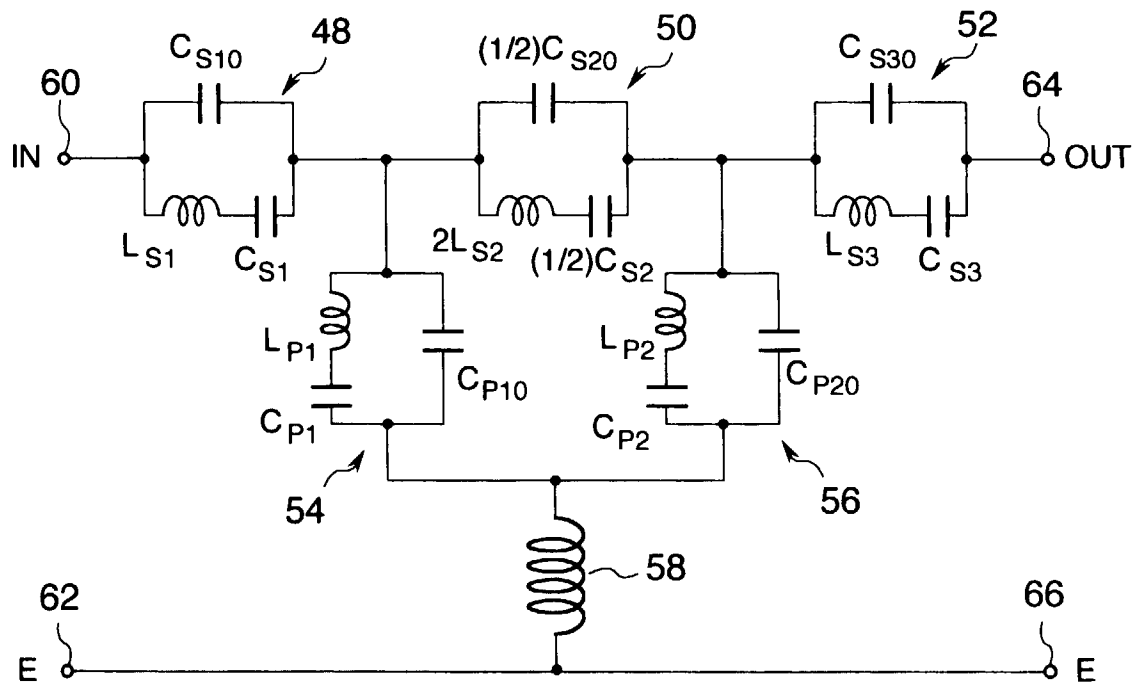 C S10
48
(1/2)C S20
50
C S30
52
60
64
IN
OUT
L S1
C S1
2L S2
(1/2)C S2
L S3
C S3
L P1
C P10
C P1
L P2
C P20
C P2
54
56
58
62
66
E
E